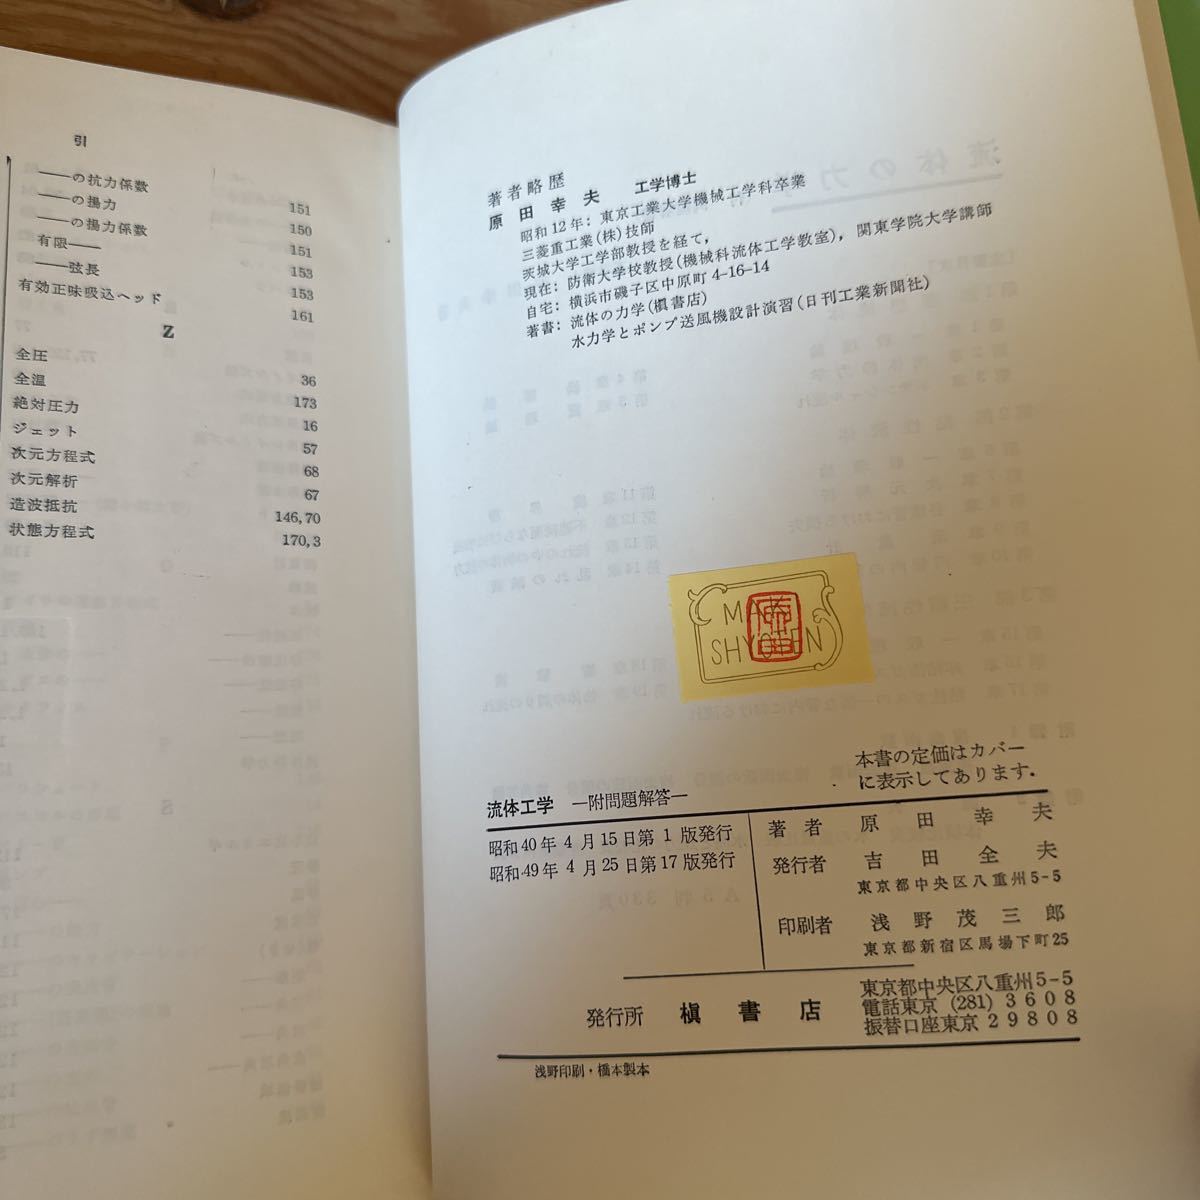 引
——の抗力係数 151
——の揚力 150
——の揚力係数 151
有限—— 153
——弦長 153
有効正味吸込ヘッド 161
Z
全圧 36
全温 173
絶対圧力 16
ジェット 57
次元方程式 68
次元解析 67
造波抵抗 146,70
状態方程式 170,3
著者略歴
原田幸夫 工学博士
昭和12年：東京工業大学機械工学科卒業
三菱重工業(株)技師
茨城大学工学部教授を経て，
現在：防衛大学校教授(機械科流体工学教室)，関東学院大学講師
自宅：横浜市磯子区中原町4-16-14
著書：流体の力学(槇書店)
水力学とポンプ送風機設計演習(日刊工業新聞社)
MAKI
SHYOTEN
本書の定価はカバー
に表示してあります．
流体工学 —附問題解答—
昭和40年4月15日第1版発行
昭和49年4月25日第17版発行
著者 原田幸夫
発行者 吉田全夫
東京都中央区八重州5-5
印刷者 浅野茂三郎
東京都新宿区馬場下町25
発行所 槇書店
東京都中央区八重州5-5
電話東京(281)3608
振替口座東京29808
浅野印刷・橋本製本